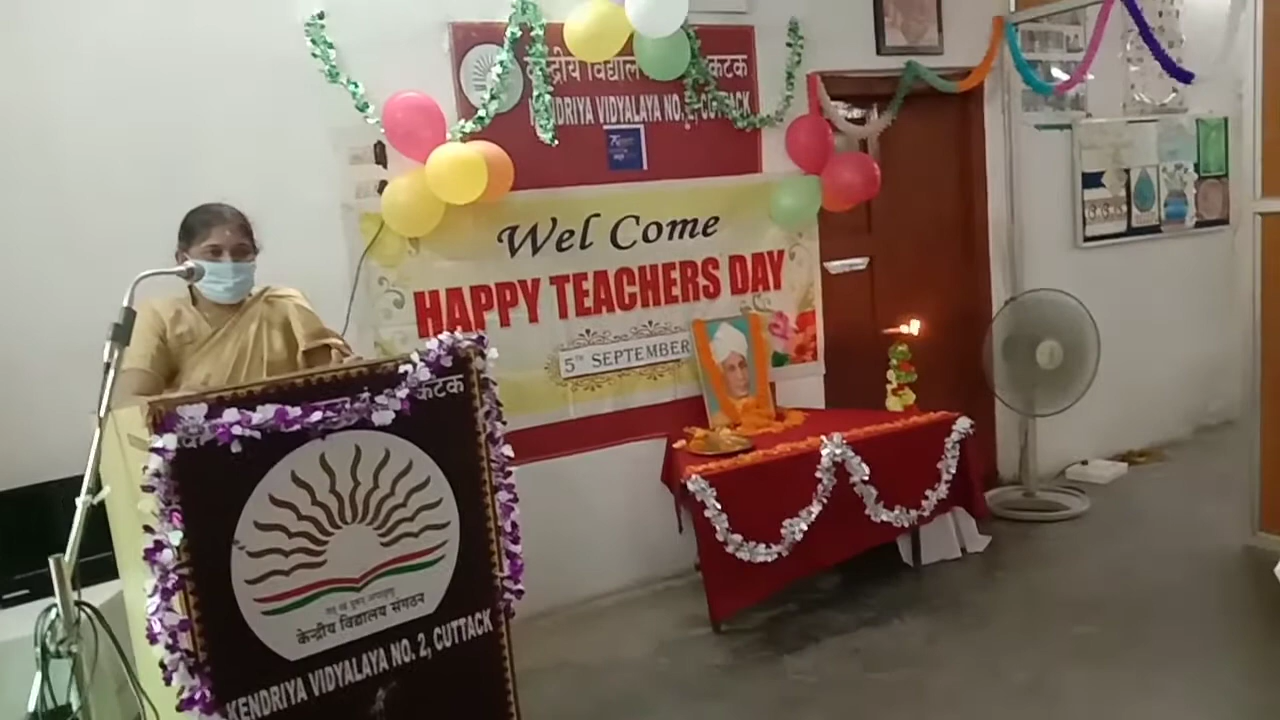 केन्द्रीय कटक
KENDRIYA VIDYALAYA NO. 2, CUTTACK
Wel Come
HAPPY TEACHERS DAY
5TH SEPTEMBER
कटक
केन्द्रीय विद्यालय संगठन
KENDRIYA VIDYALAYA NO. 2, CUTTACK